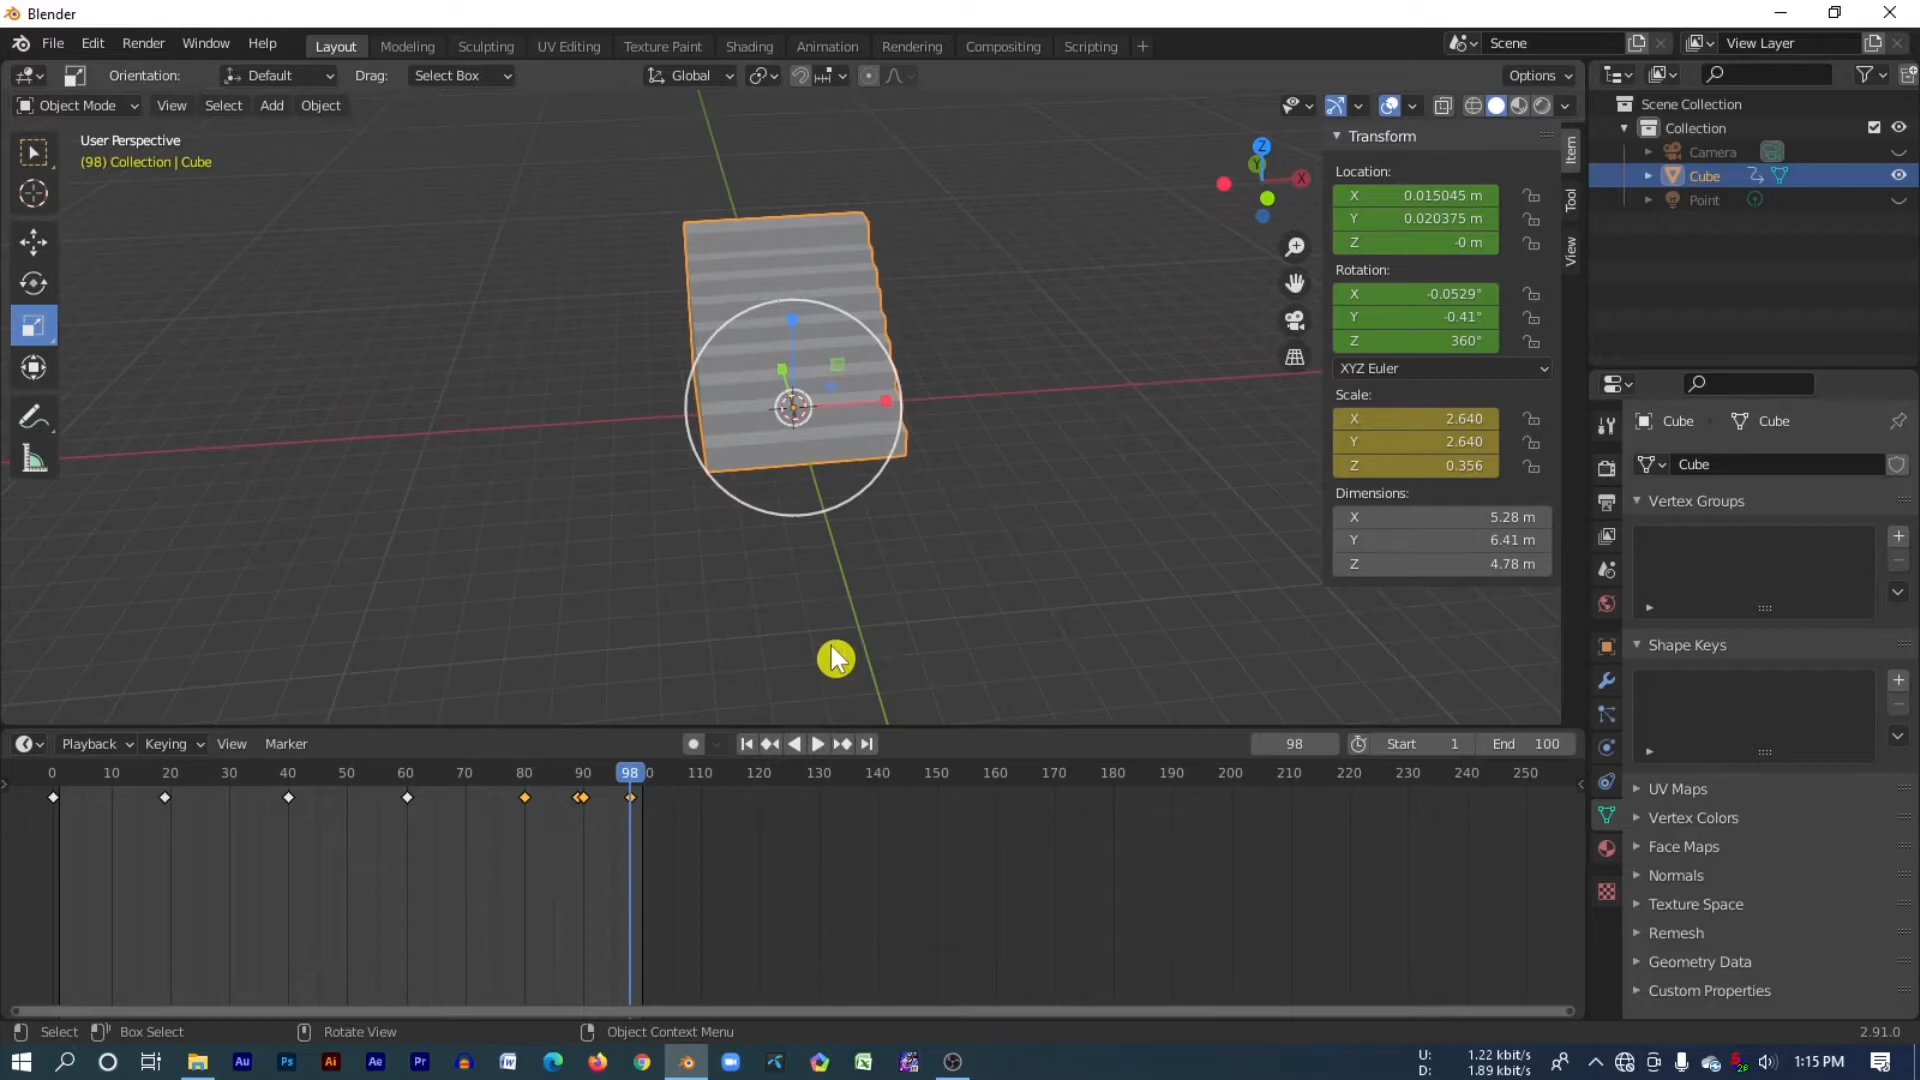 Blender
File Edit Render Window Help Layout Modeling Sculpting UV Editing Texture Paint Shading Animation Rendering Compositing Scripting + Scene View Layer
Orientation: Default Drag: Select Box Global Options
Object Mode View Select Add Object
User Perspective
(98) Collection | Cube
Z
Y
X
Transform
Location:
X 0.015045 m
Y 0.020375 m
Z -0 m
Rotation:
X -0.0529°
Y -0.41°
Z 360°
XYZ Euler
Scale:
X 2.640
Y 2.640
Z 0.356
Dimensions:
X 5.28 m
Y 6.41 m
Z 4.78 m
Item
Tool
View
Scene Collection
Collection
Camera
Cube
Point
Cube Cube
Cube
Vertex Groups
Shape Keys
UV Maps
Vertex Colors
Face Maps
Normals
Texture Space
Remesh
Geometry Data
Custom Properties
Playback Keying View Marker 98 Start 1 End 100
0 10 20 30 40 50 60 70 80 90 98 0 110 120 130 140 150 160 170 180 190 200 210 220 230 240 250
Select Box Select Rotate View Object Context Menu 2.91.0
Au Ps Ai Ae Pr
U: 1.22 kbit/s
D: 1.89 kbit/s
1:15 PM